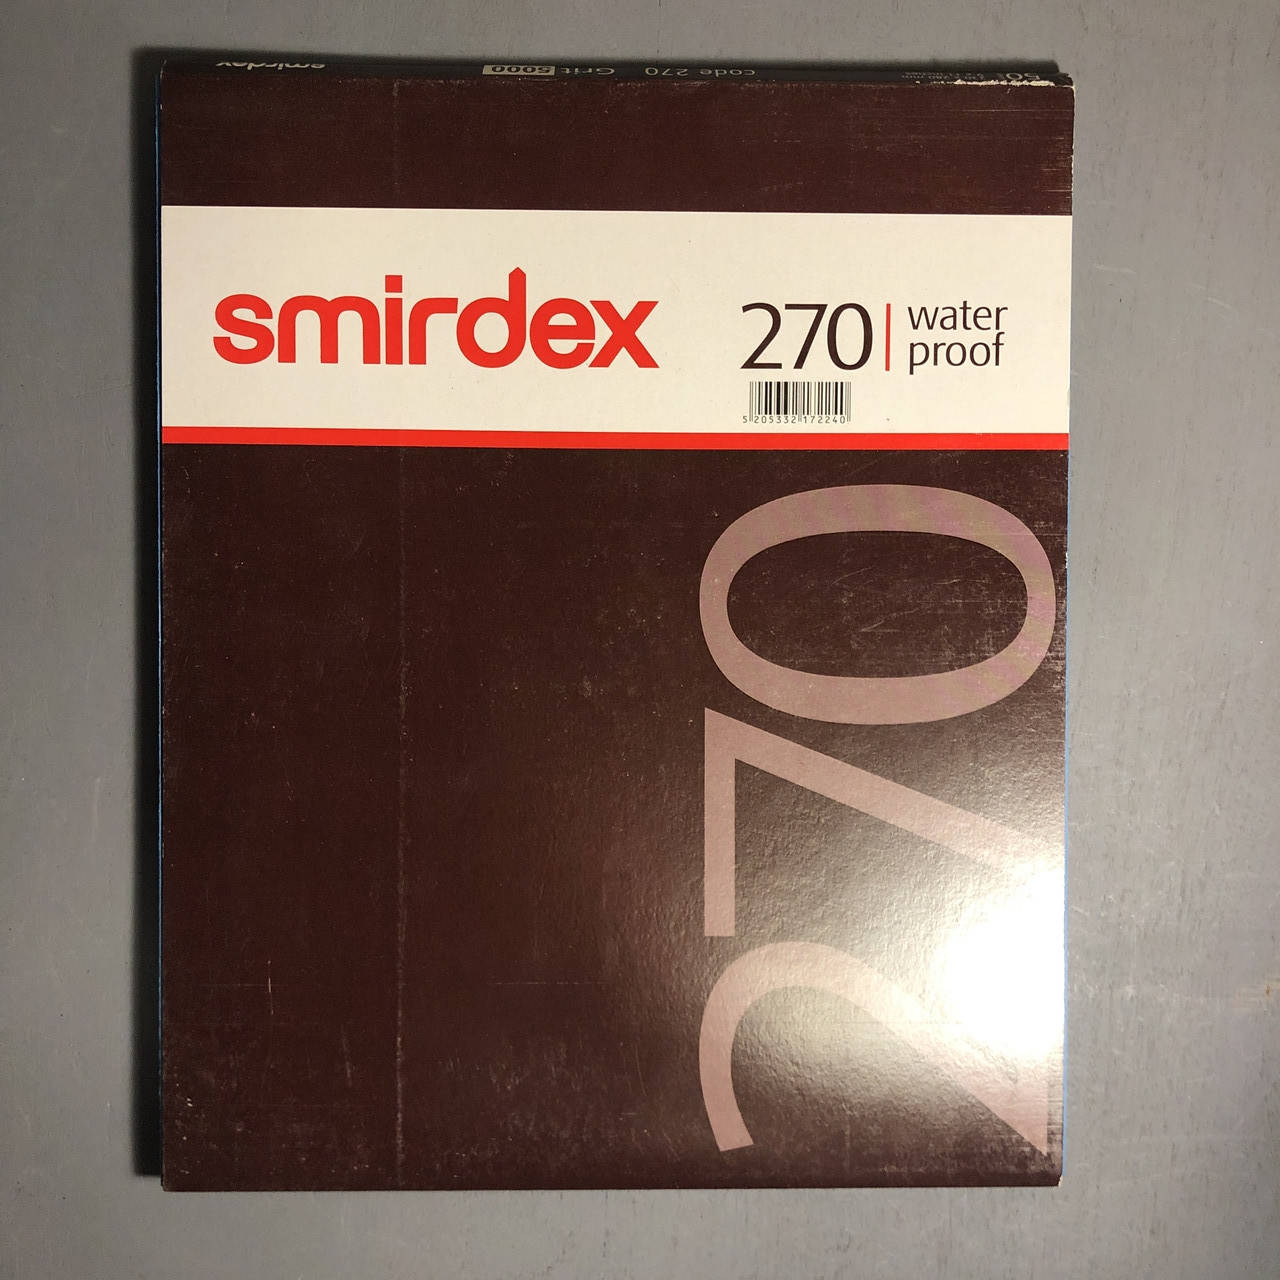 smirdex
code 270 Grit 5000
smirdex
270 water proof
5 205332 172240
270